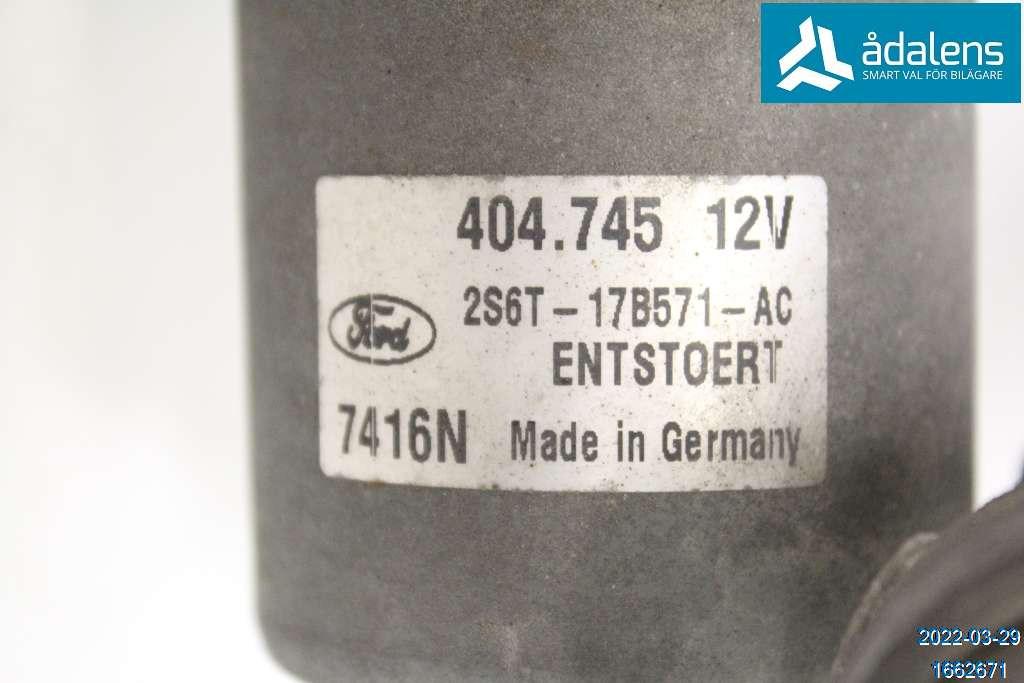 ådalens
SMART VAL FÖR BILÄGARE
404.745 12V
2S6T-17B571-AC
Ford
ENTSTOERT
7416N Made in Germany
2022-03-29
1662671